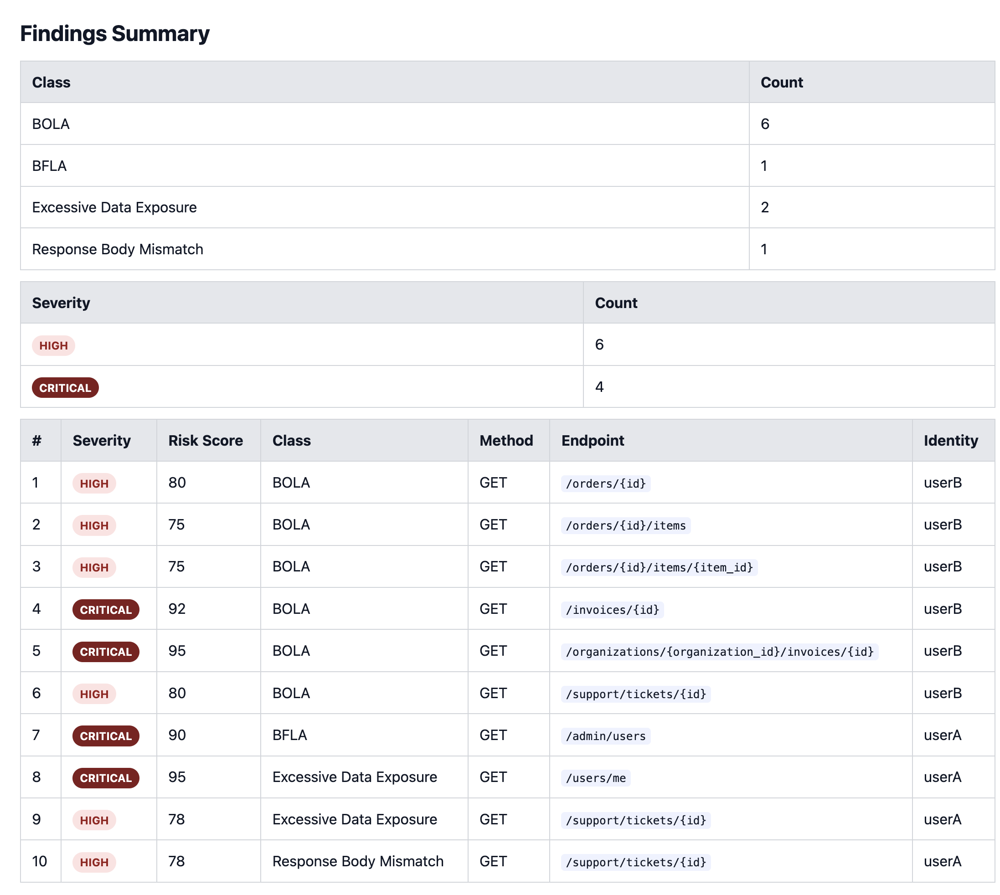 Findings Summary
Class Count
BOLA 6
BFLA 1
Excessive Data Exposure 2
Response Body Mismatch 1
Severity Count
HIGH 6
CRITICAL 4
# Severity Risk Score Class Method Endpoint Identity
1 HIGH 80 BOLA GET /orders/{id} userB
2 HIGH 75 BOLA GET /orders/{id}/items userB
3 HIGH 75 BOLA GET /orders/{id}/items/{item_id} userB
4 CRITICAL 92 BOLA GET /invoices/{id} userB
5 CRITICAL 95 BOLA GET /organizations/{organization_id}/invoices/{id} userB
6 HIGH 80 BOLA GET /support/tickets/{id} userB
7 CRITICAL 90 BFLA GET /admin/users userA
8 CRITICAL 95 Excessive Data Exposure GET /users/me userA
9 HIGH 78 Excessive Data Exposure GET /support/tickets/{id} userA
10 HIGH 78 Response Body Mismatch GET /support/tickets/{id} userA